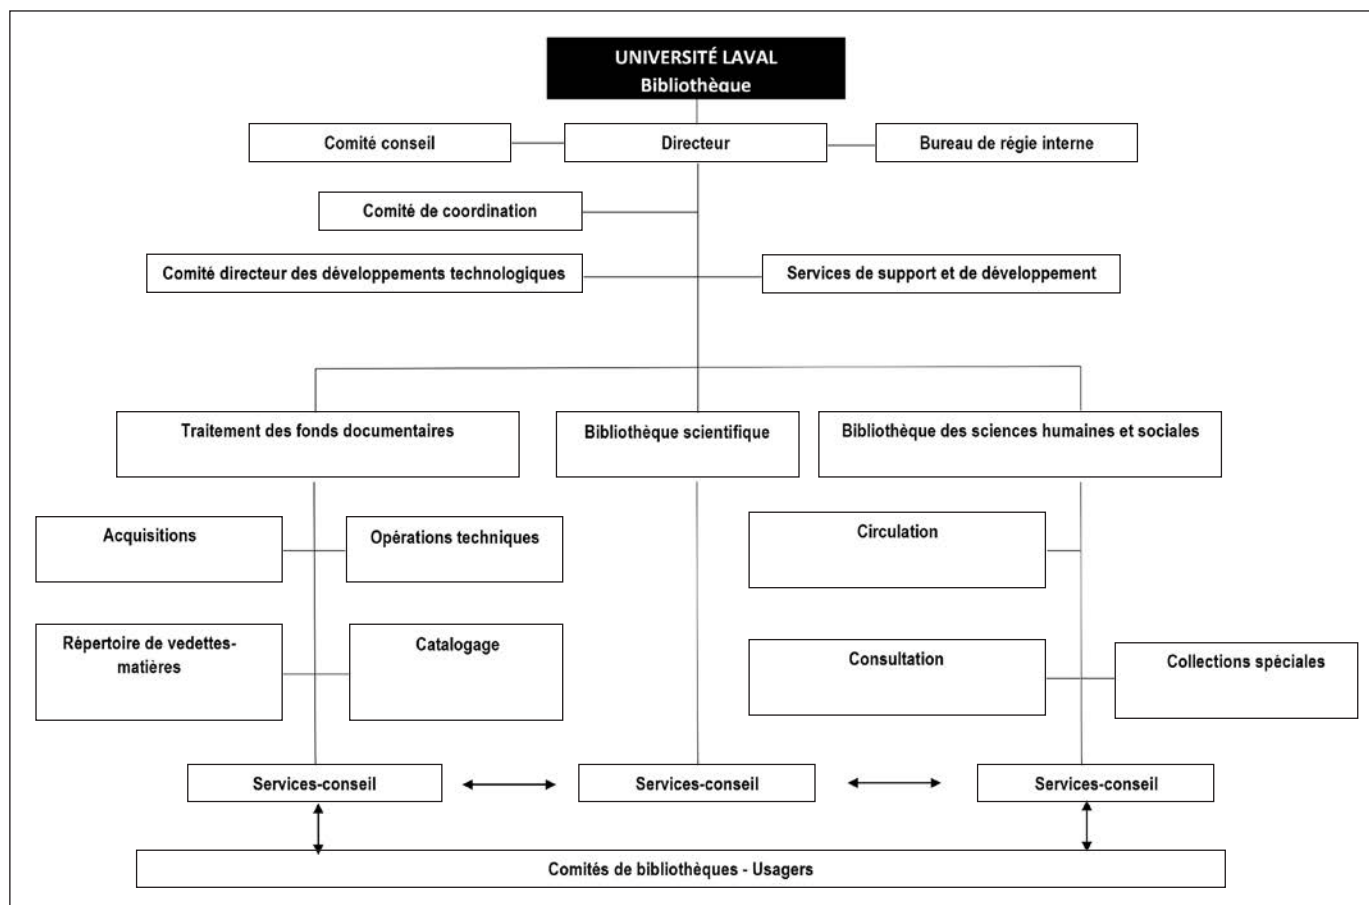 UNIVERSITÉ LAVAL
Bibliothèque
Comité conseil
Directeur
Bureau de régie interne
Comité de coordination
Comité directeur des développements technologiques
Services de support et de développement
Traitement des fonds documentaires
Bibliothèque scientifique
Bibliothèque des sciences humaines et sociales
Acquisitions
Opérations techniques
Circulation
Répertoire de vedettes-
matières
Catalogage
Consultation
Collections spéciales
Services-conseil
Services-conseil
Services-conseil
Comités de bibliothèques - Usagers